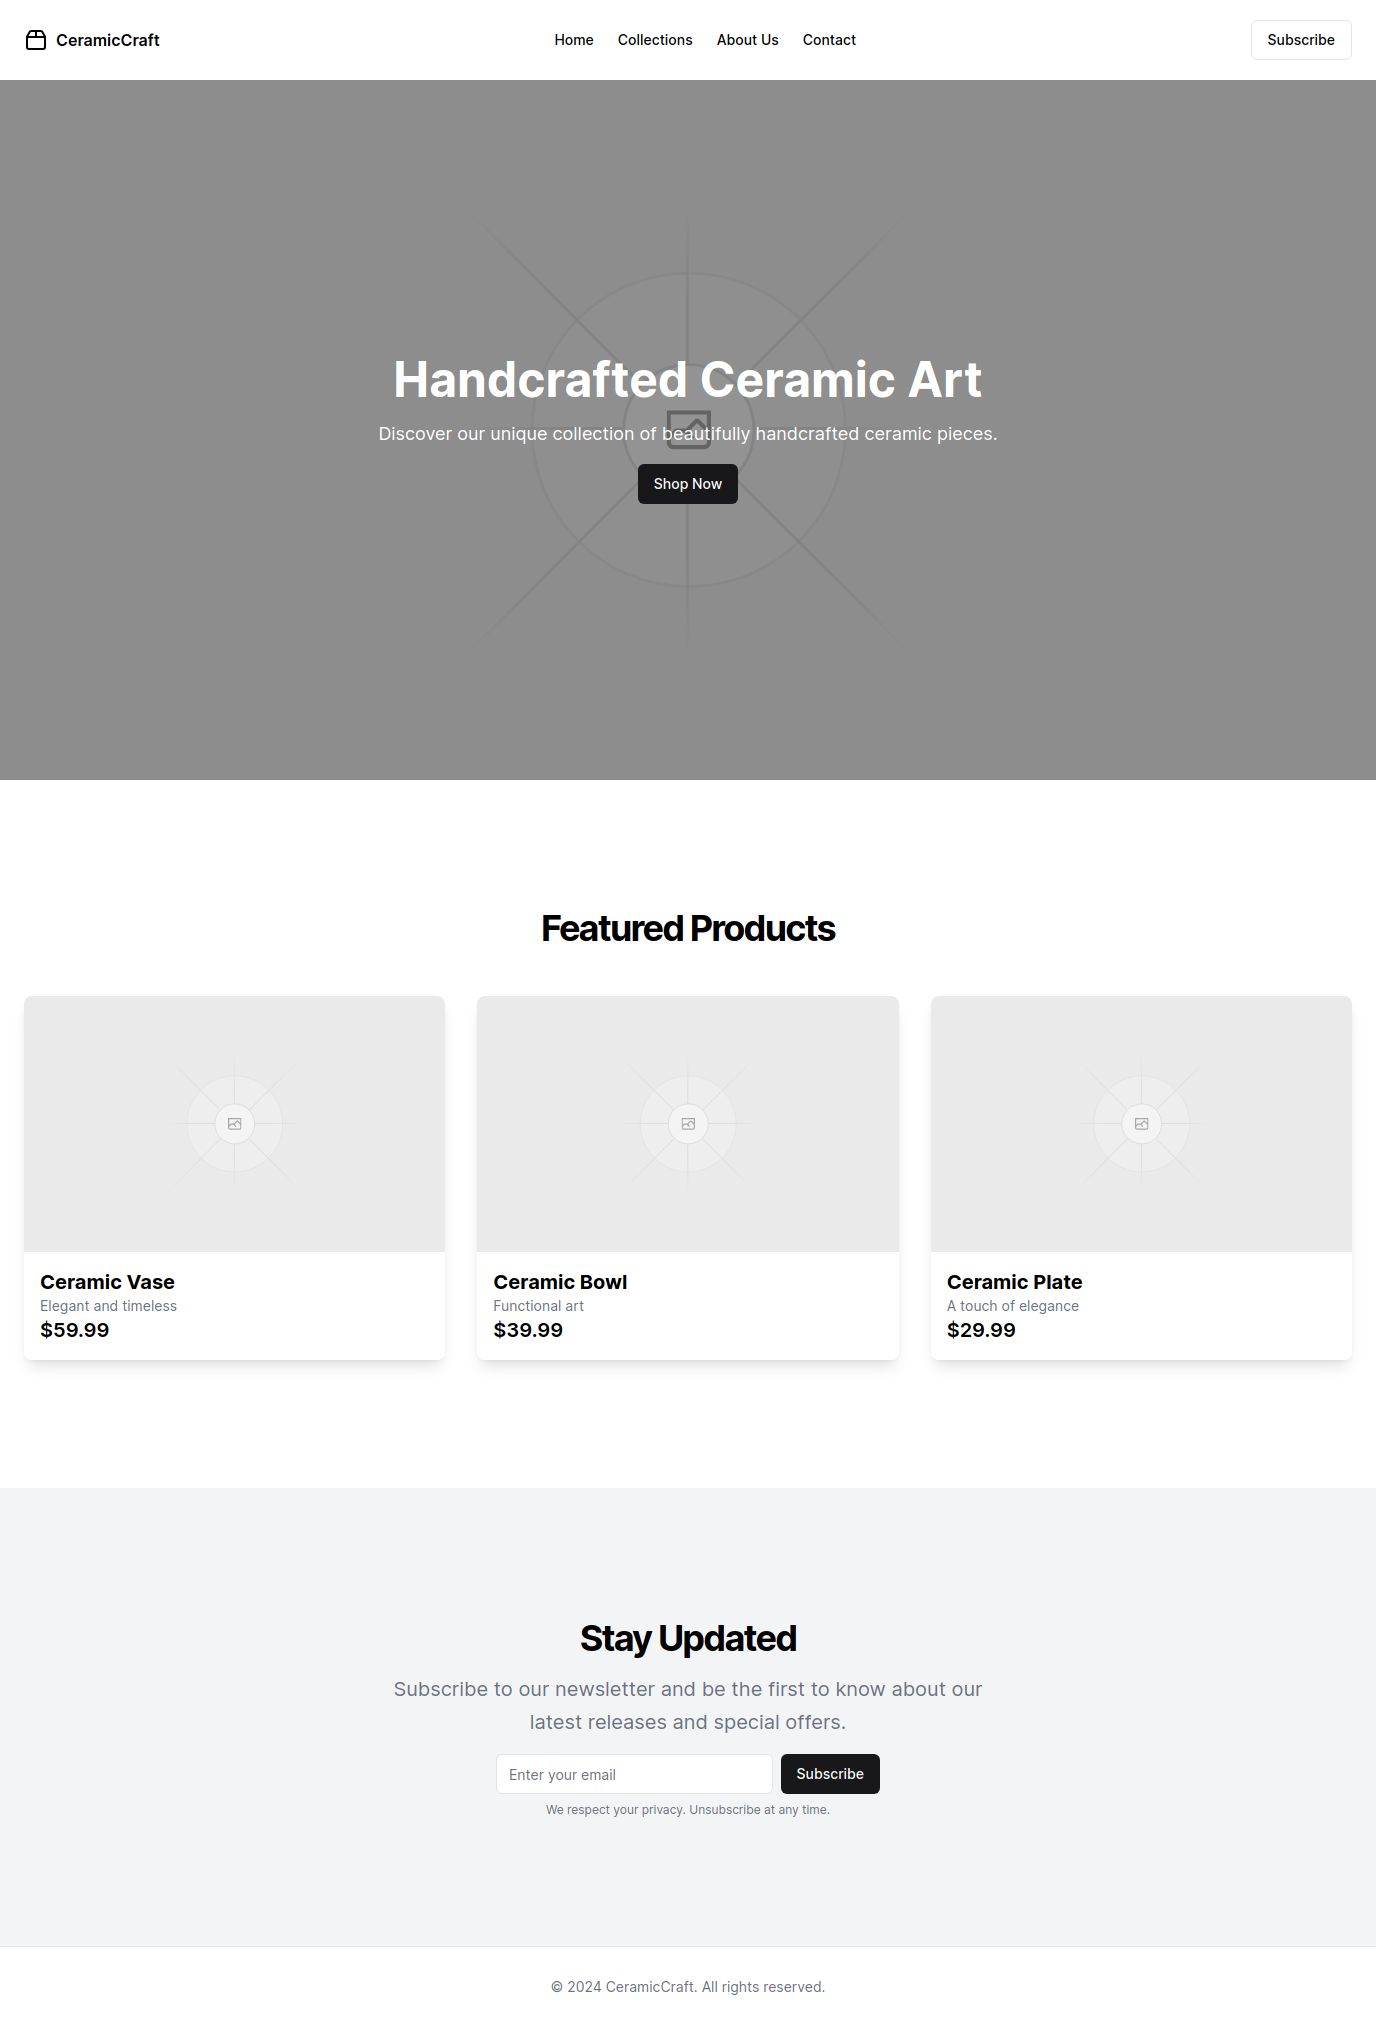 CeramicCraft
Home
Collections
About Us
Contact
Subscribe
Handcrafted Ceramic Art
Discover our unique collection of beautifully handcrafted ceramic pieces.
Shop Now
Featured Products
Ceramic Vase
Elegant and timeless
$59.99
Ceramic Bowl
Functional art
$39.99
Ceramic Plate
A touch of elegance
$29.99
Stay Updated
Subscribe to our newsletter and be the first to know about our
latest releases and special offers.
Enter your email
Subscribe
We respect your privacy. Unsubscribe at any time.
© 2024 CeramicCraft. All rights reserved.